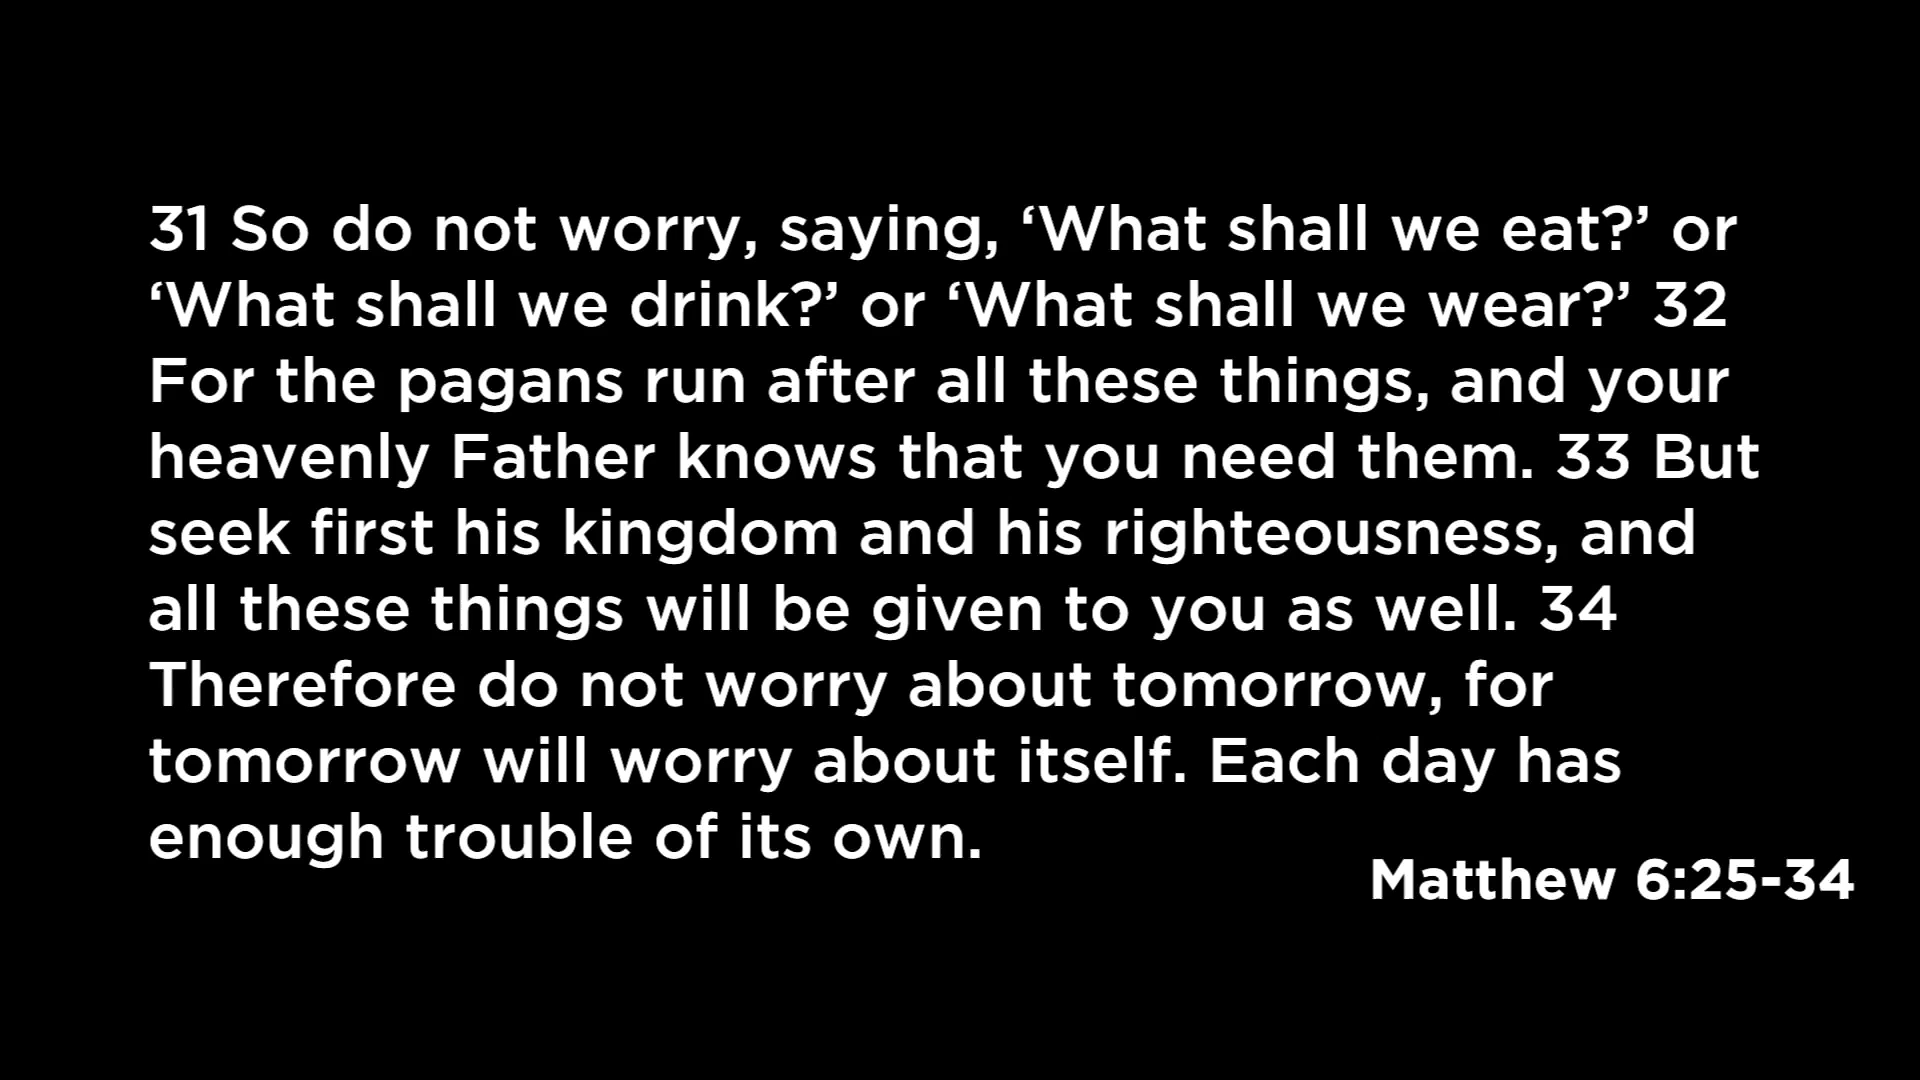 31 So do not worry, saying, ‘What shall we eat?’ or
‘What shall we drink?’ or ‘What shall we wear?’ 32
For the pagans run after all these things, and your
heavenly Father knows that you need them. 33 But
seek first his kingdom and his righteousness, and
all these things will be given to you as well. 34
Therefore do not worry about tomorrow, for
tomorrow will worry about itself. Each day has
enough trouble of its own.
Matthew 6:25-34